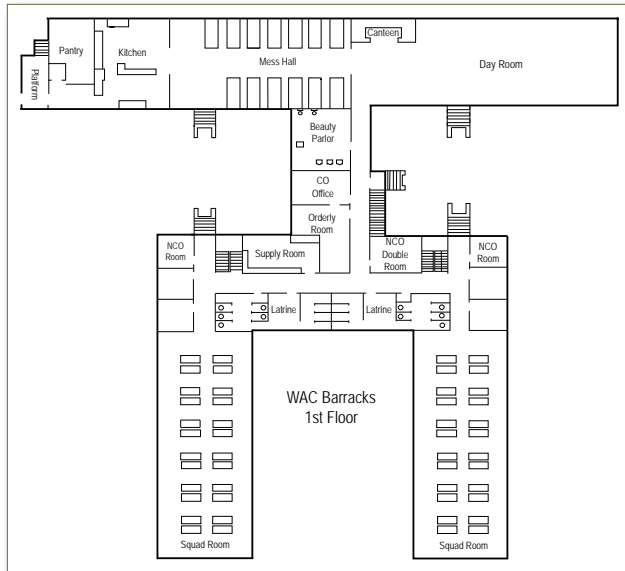 Canteen
Pantry
Kitchen
Mess Hall
Day Room
Platform
Beauty
Parlor
CO
Office
Orderly
Room
NCO
Room
Supply Room
NCO
Double
Room
NCO
Room
Latrine
Latrine
WAC Barracks
1st Floor
Squad Room
Squad Room